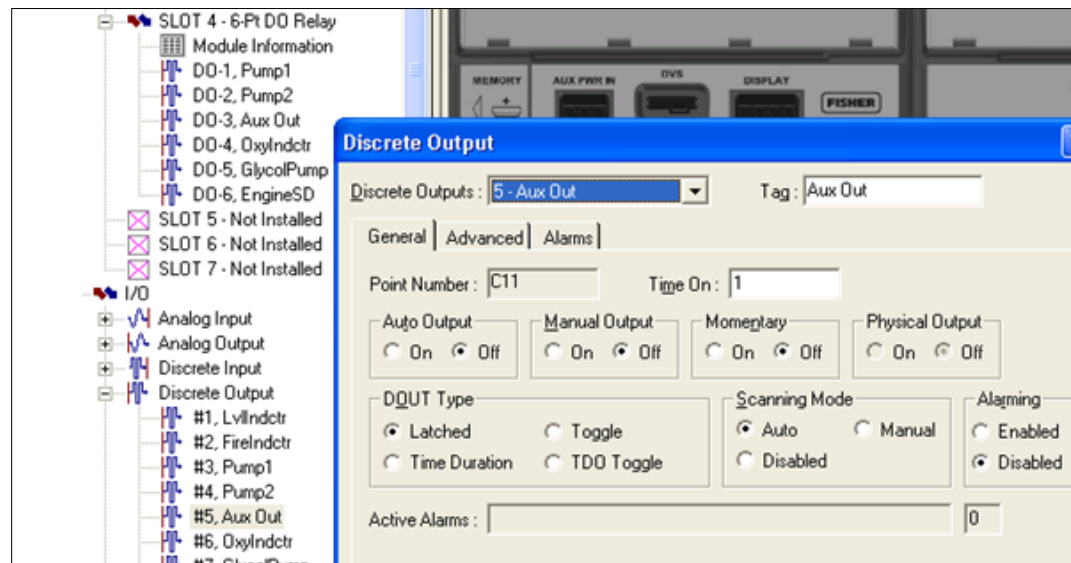 SLOT 4 - 6-Pt DO Relay
Module Information
DO-1, Pump1
DO-2, Pump2
DO-3, Aux Out
DO-4, OxyIndctr
DO-5, GlycolPump
DO-6, EngineSD
SLOT 5 - Not Installed
SLOT 6 - Not Installed
SLOT 7 - Not Installed
I/O
Analog Input
Analog Output
Discrete Input
Discrete Output
#1, LvlIndctr
#2, FireIndctr
#3, Pump1
#4, Pump2
#5, Aux Out
#6, OxyIndctr
MEMORY
AUX PWR IN
DVS
DISPLAY
FISHER
Discrete Output
Discrete Outputs : 5 - Aux Out Tag : Aux Out
General Advanced Alarms
Point Number : C11 Time On : 1
Auto Output Manual Output Momentary Physical Output
On Off On Off On Off On Off
DOUT Type Scanning Mode Alarming
Latched Toggle Auto Manual Enabled
Time Duration TDO Toggle Disabled Disabled
Active Alarms : 0